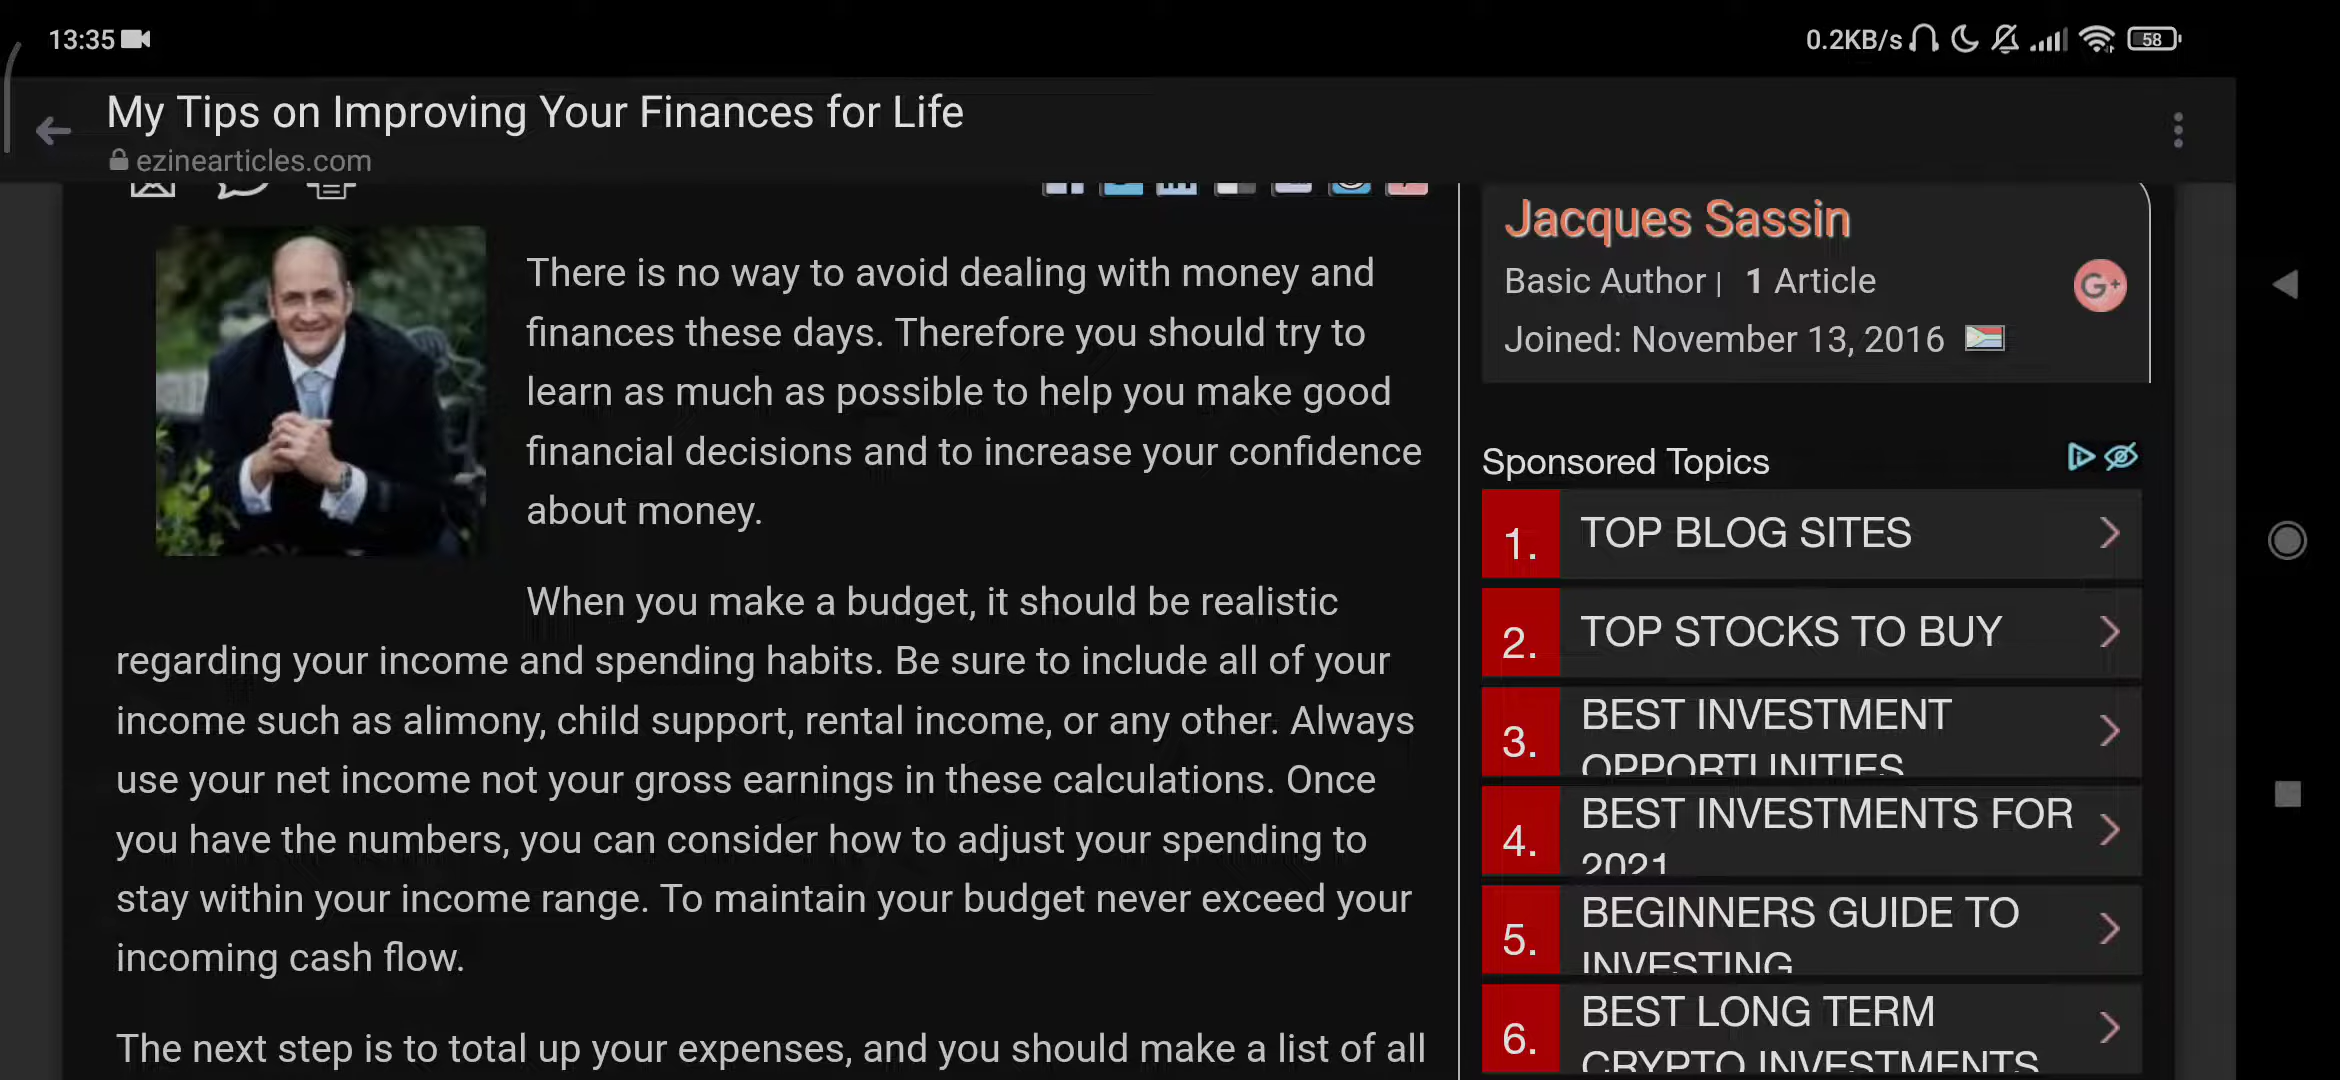 13:35
0.2KB/s
58
My Tips on Improving Your Finances for Life
ezinearticles.com
There is no way to avoid dealing with money and
finances these days. Therefore you should try to
learn as much as possible to help you make good
financial decisions and to increase your confidence
about money.
When you make a budget, it should be realistic
regarding your income and spending habits. Be sure to include all of your
income such as alimony, child support, rental income, or any other. Always
use your net income not your gross earnings in these calculations. Once
you have the numbers, you can consider how to adjust your spending to
stay within your income range. To maintain your budget never exceed your
incoming cash flow.
The next step is to total up your expenses, and you should make a list of all
Jacques Sassin
Basic Author | 1 Article
G+
Joined: November 13, 2016
Sponsored Topics
1. TOP BLOG SITES
2. TOP STOCKS TO BUY
3. BEST INVESTMENT
OPPORTUNITIES
4. BEST INVESTMENTS FOR
2021
5. BEGINNERS GUIDE TO
INVESTING
6. BEST LONG TERM
CRYPTO INVESTMENTS